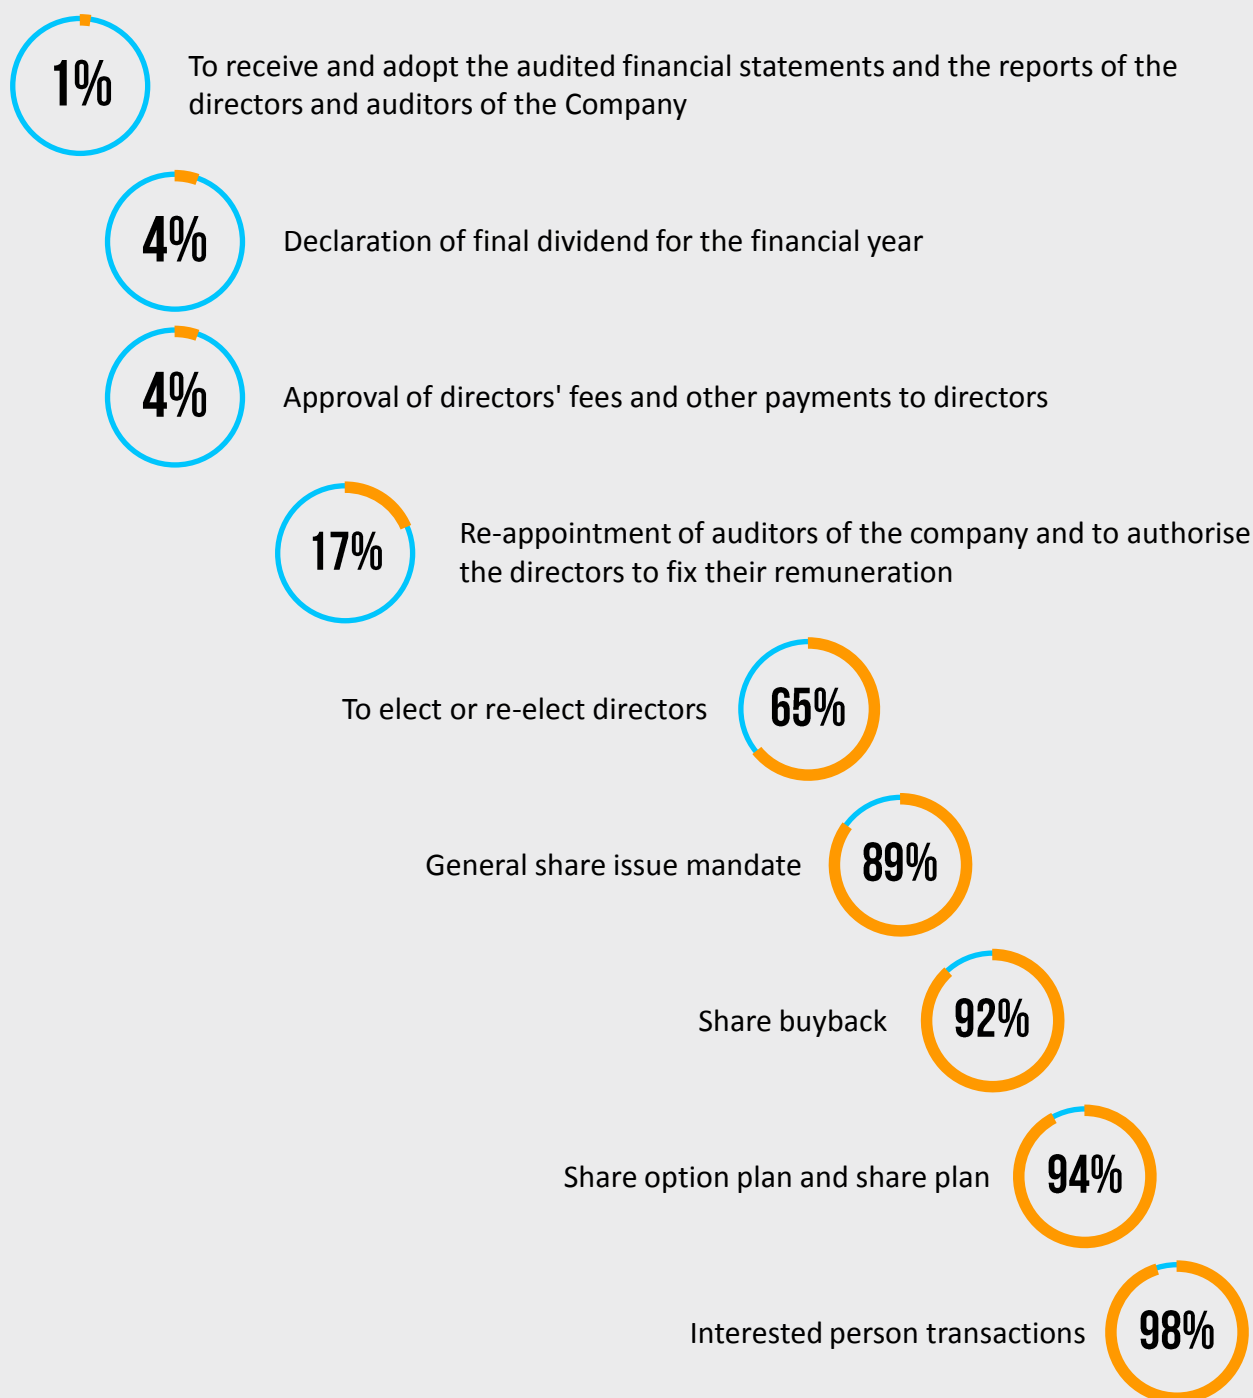 1%
To receive and adopt the audited financial statements and the reports of the
directors and auditors of the Company
4%
Declaration of final dividend for the financial year
4%
Approval of directors' fees and other payments to directors
17%
Re-appointment of auditors of the company and to authorise
the directors to fix their remuneration
To elect or re-elect directors
65%
General share issue mandate
89%
Share buyback
92%
Share option plan and share plan
94%
Interested person transactions
98%